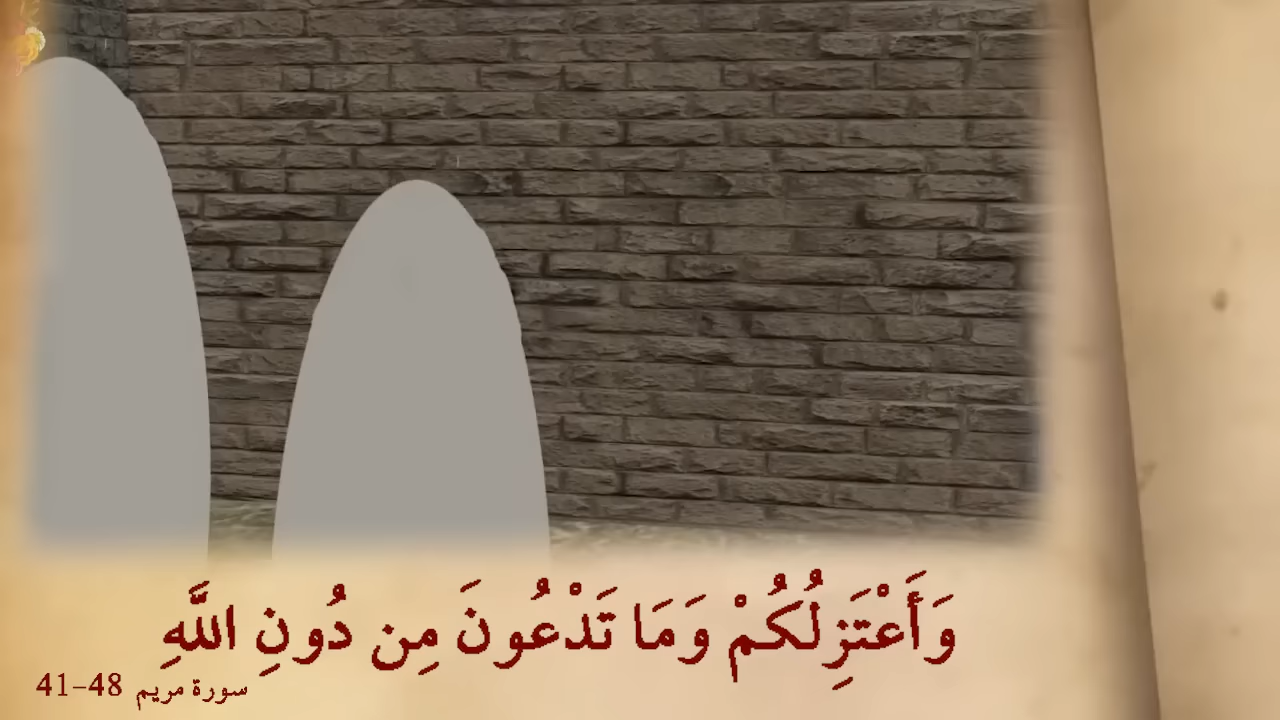 وَأَعْتَزِلُكُمْ وَمَا تَدْعُونَ مِن دُونِ اللَّهِ
سورة مريم 41-48